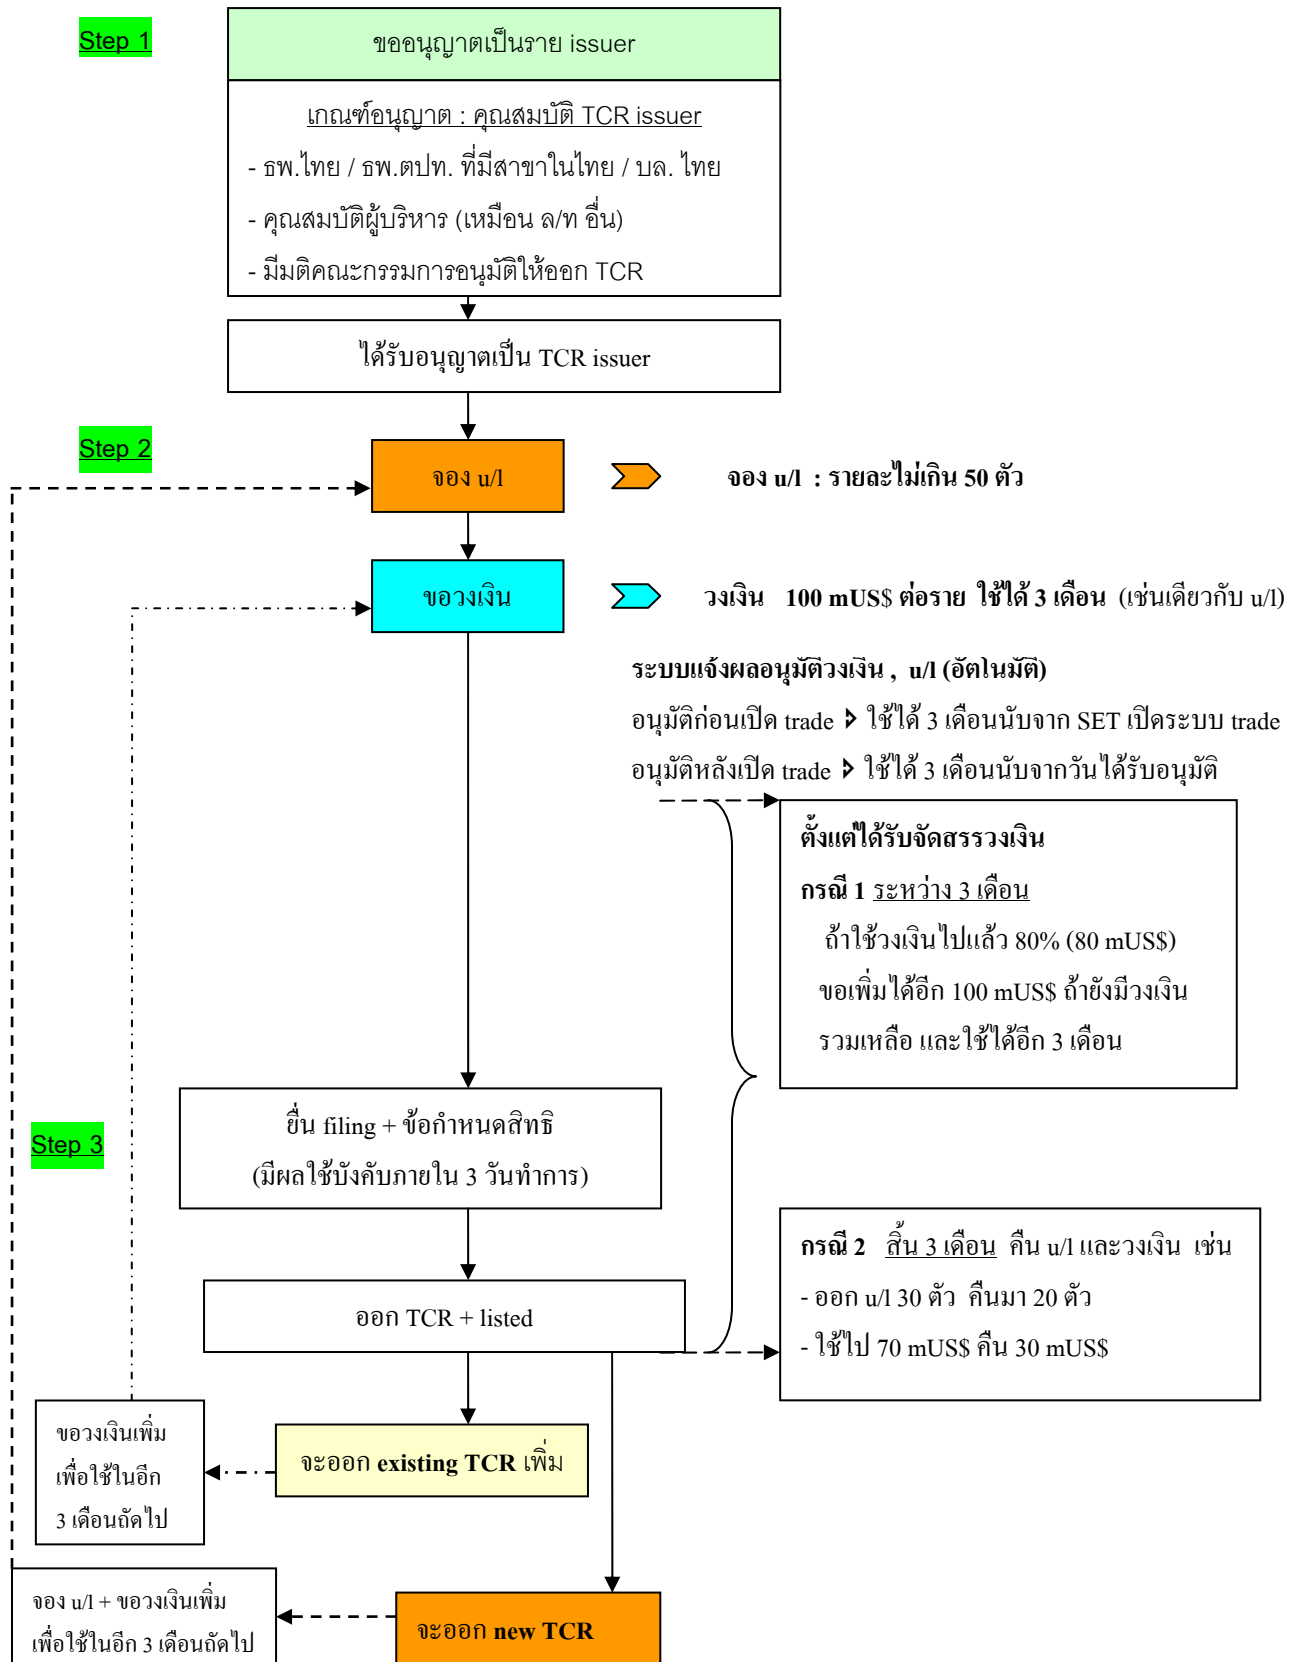 Step 1
ขออนุญาตเป็นราย issuer
เกณฑ์อนุญาต : คุณสมบัติ TCR issuer
- ธพ.ไทย / ธพ.ตปท. ที่มีสาขาในไทย / บล. ไทย
- คุณสมบัติผู้บริหาร (เหมือน ล/ท อื่น)
- มีมติคณะกรรมการอนุมัติให้ออก TCR
ได้รับอนุญาตเป็น TCR issuer
Step 2
จอง u/l
จอง u/l : รายละไม่เกิน 50 ตัว
ขอวงเงิน
วงเงิน 100 mUS$ ต่อราย ใช้ได้ 3 เดือน (เช่นเดียวกับ u/l)
ระบบแจ้งผลอนุมัติวงเงิน , u/l (อัตโนมัติ)
อนุมัติก่อนเปิด trade ใช้ได้ 3 เดือนนับจาก SET เปิดระบบ trade
อนุมัติหลังเปิด trade ใช้ได้ 3 เดือนนับจากวันได้รับอนุมัติ
ตั้งแต่ได้รับจัดสรรวงเงิน
กรณี 1 ระหว่าง 3 เดือน
ถ้าใช้วงเงินไปแล้ว 80% (80 mUS$)
ขอเพิ่มได้อีก 100 mUS$ ถ้ายังมีวงเงิน
รวมเหลือ และใช้ได้อีก 3 เดือน
Step 3
ยื่น filing + ข้อกำหนดสิทธิ
(มีผลใช้บังคับภายใน 3 วันทำการ)
กรณี 2 สิ้น 3 เดือน คืน u/l และวงเงิน เช่น
- ออก u/l 30 ตัว คืนมา 20 ตัว
- ใช้ไป 70 mUS$ คืน 30 mUS$
ออก TCR + listed
ขอวงเงินเพิ่ม
เพื่อใช้ในอีก
3 เดือนถัดไป
จะออก existing TCR เพิ่ม
จอง u/l + ขอวงเงินเพิ่ม
เพื่อใช้ในอีก 3 เดือนถัดไป
จะออก new TCR